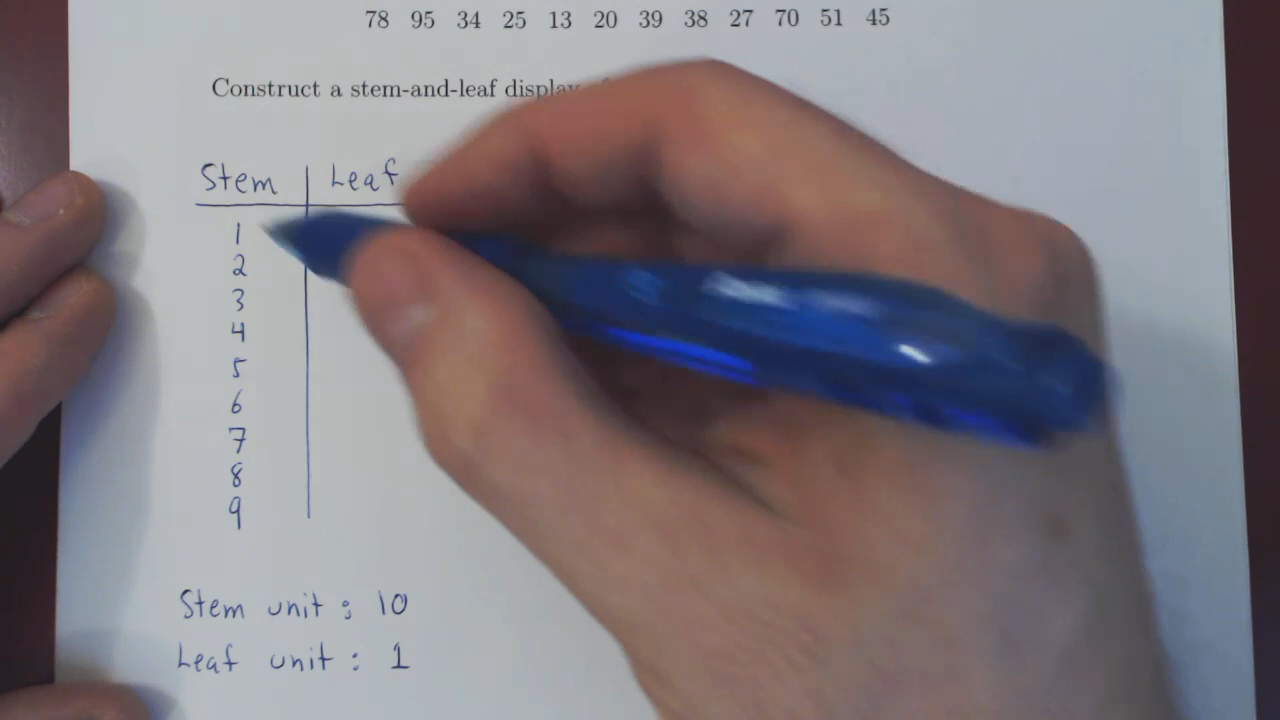 78 95 34 25 13 20 39 38 27 70 51 45
Construct a stem-and-leaf display
Stem Leaf
1
2
3
4
5
6
7
8
9
Stem unit : 10
Leaf unit : 1